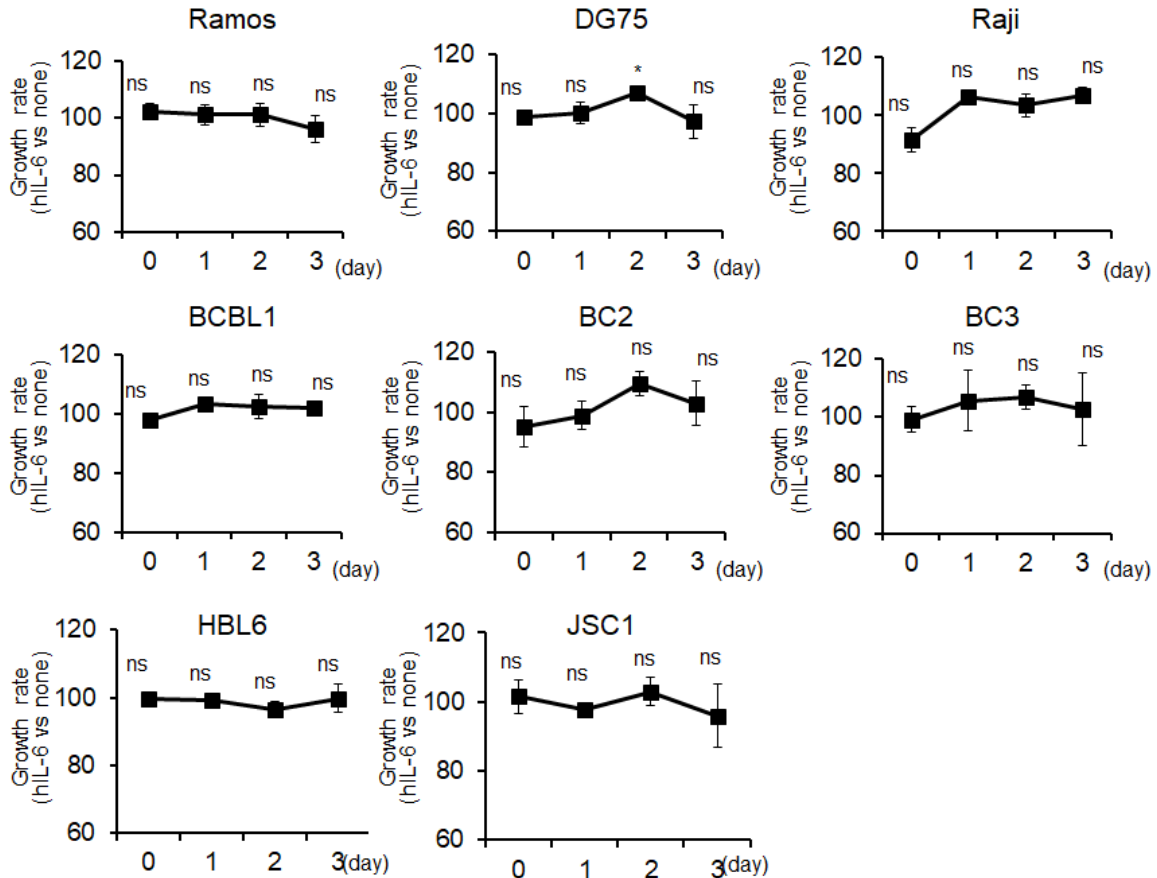 Ramos
ns ns ns ns
120
100
80
60
Growth rate
(hIL-6 vs none)
0 1 2 3 (day)
DG75
ns ns * ns
120
100
80
60
Growth rate
(hIL-6 vs none)
0 1 2 3 (day)
Raji
ns ns ns ns
120
100
80
60
Growth rate
(hIL-6 vs none)
0 1 2 3 (day)
BCBL1
ns ns ns ns
120
100
80
60
Growth rate
(hIL-6 vs none)
0 1 2 3 (day)
BC2
ns ns ns ns
120
100
80
60
Growth rate
(hIL-6 vs none)
0 1 2 3 (day)
BC3
ns ns ns ns
120
100
80
60
Growth rate
(hIL-6 vs none)
0 1 2 3 (day)
HBL6
ns ns ns ns
120
100
80
60
Growth rate
(hIL-6 vs none)
0 1 2 3 (day)
JSC1
ns ns ns ns
120
100
80
60
Growth rate
(hIL-6 vs none)
0 1 2 3 (day)